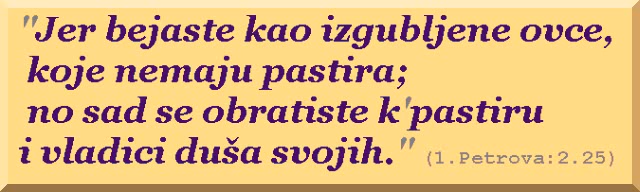 "Jer bejaste kao izgubljene ovce,
koje nemaju pastira;
no sad se obratiste k'pastiru
i vladici duša svojih." (1.Petrova:2.25)